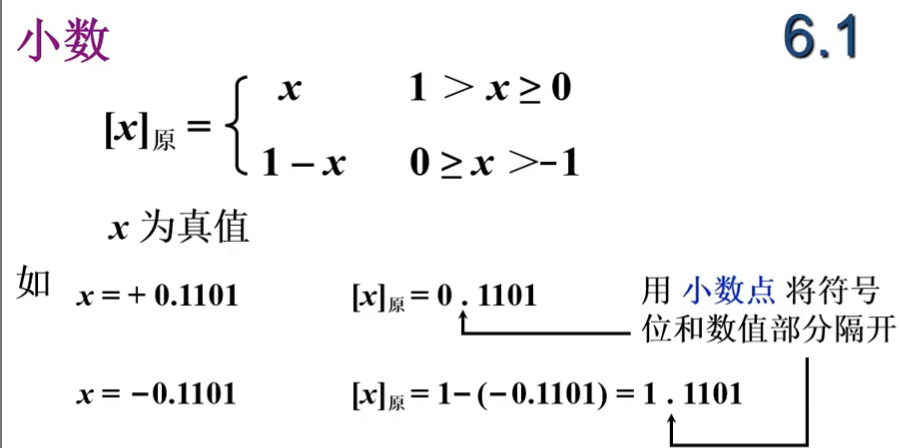 小数
6.1
[x]原 = { x 1 > x ≥ 0
1 − x 0 ≥ x >−1
x 为真值
如 x = + 0.1101 [x]原 = 0 . 1101
用 小数点 将符号
位和数值部分隔开
x = −0.1101 [x]原 = 1− (− 0.1101) = 1 . 1101